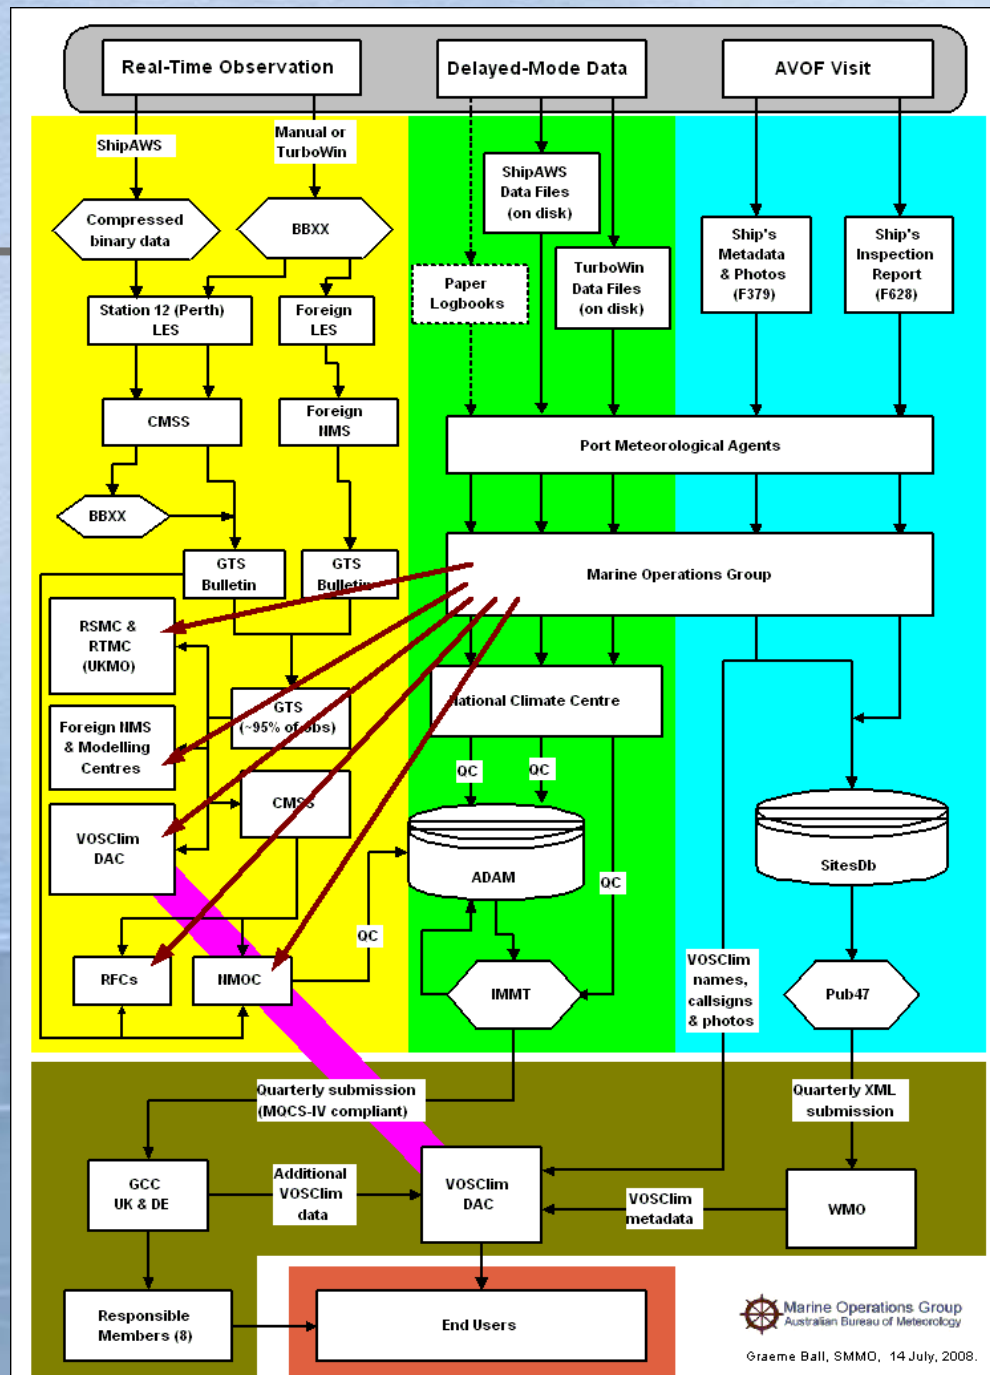 Real-Time Observation
Delayed-Mode Data
AVOF Visit
ShipAWS
Manual or
TurboWin
Compressed
binary data
BBXX
ShipAWS
Data Files
(on disk)
Paper
Logbooks
TurboWin
Data Files
(on disk)
Ship's
Metadata
& Photos
(F379)
Ship's
Inspection
Report
(F628)
Station 12 (Perth)
LES
Foreign
LES
CMSS
Foreign
NMS
Port Meteorological Agents
BBXX
GTS
Bulletin
GTS
Bulletin
Marine Operations Group
RSMC &
RTMC
(UKMO)
GTS
(~95% of obs)
National Climate Centre
Foreign NMS
& Modelling
Centres
CMSS
QC
QC
VOSClim
DAC
ADAM
SitesDb
QC
QC
RFCs
NMOC
IMMT
VOSClim
names,
callsigns
& photos
Pub47
Quarterly submission
(MQCS-IV compliant)
Quarterly XML
submission
GCC
UK & DE
Additional
VOSClim
data
VOSClim
DAC
VOSClim
metadata
WMO
Responsible
Members (8)
End Users
Marine Operations Group
Australian Bureau of Meteorology
Graeme Ball, SMMO, 14 July, 2008.